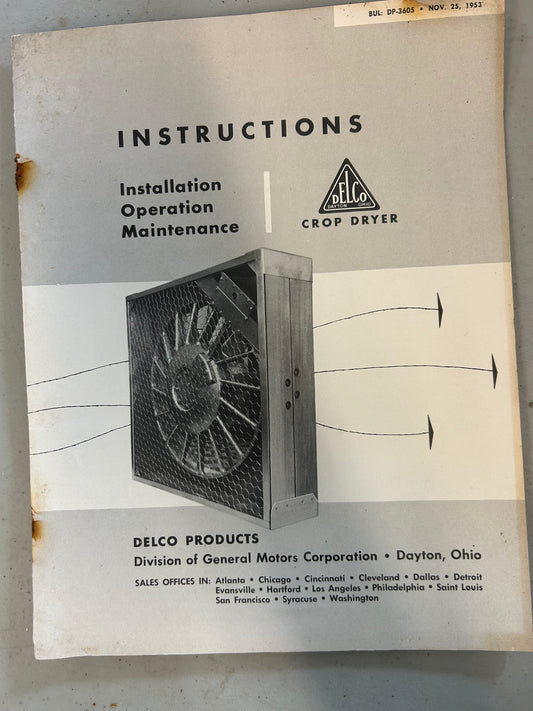 BUL: DP-3605 • NOV. 25, 1953
INSTRUCTIONS
Installation
Operation
Maintenance
DELCO
DAYTON OHIO
CROP DRYER
DELCO PRODUCTS
Division of General Motors Corporation • Dayton, Ohio
SALES OFFICES IN: Atlanta • Chicago • Cincinnati • Cleveland • Dallas • Detroit
Evansville • Hartford • Los Angeles • Philadelphia • Saint Louis
San Francisco • Syracuse • Washington